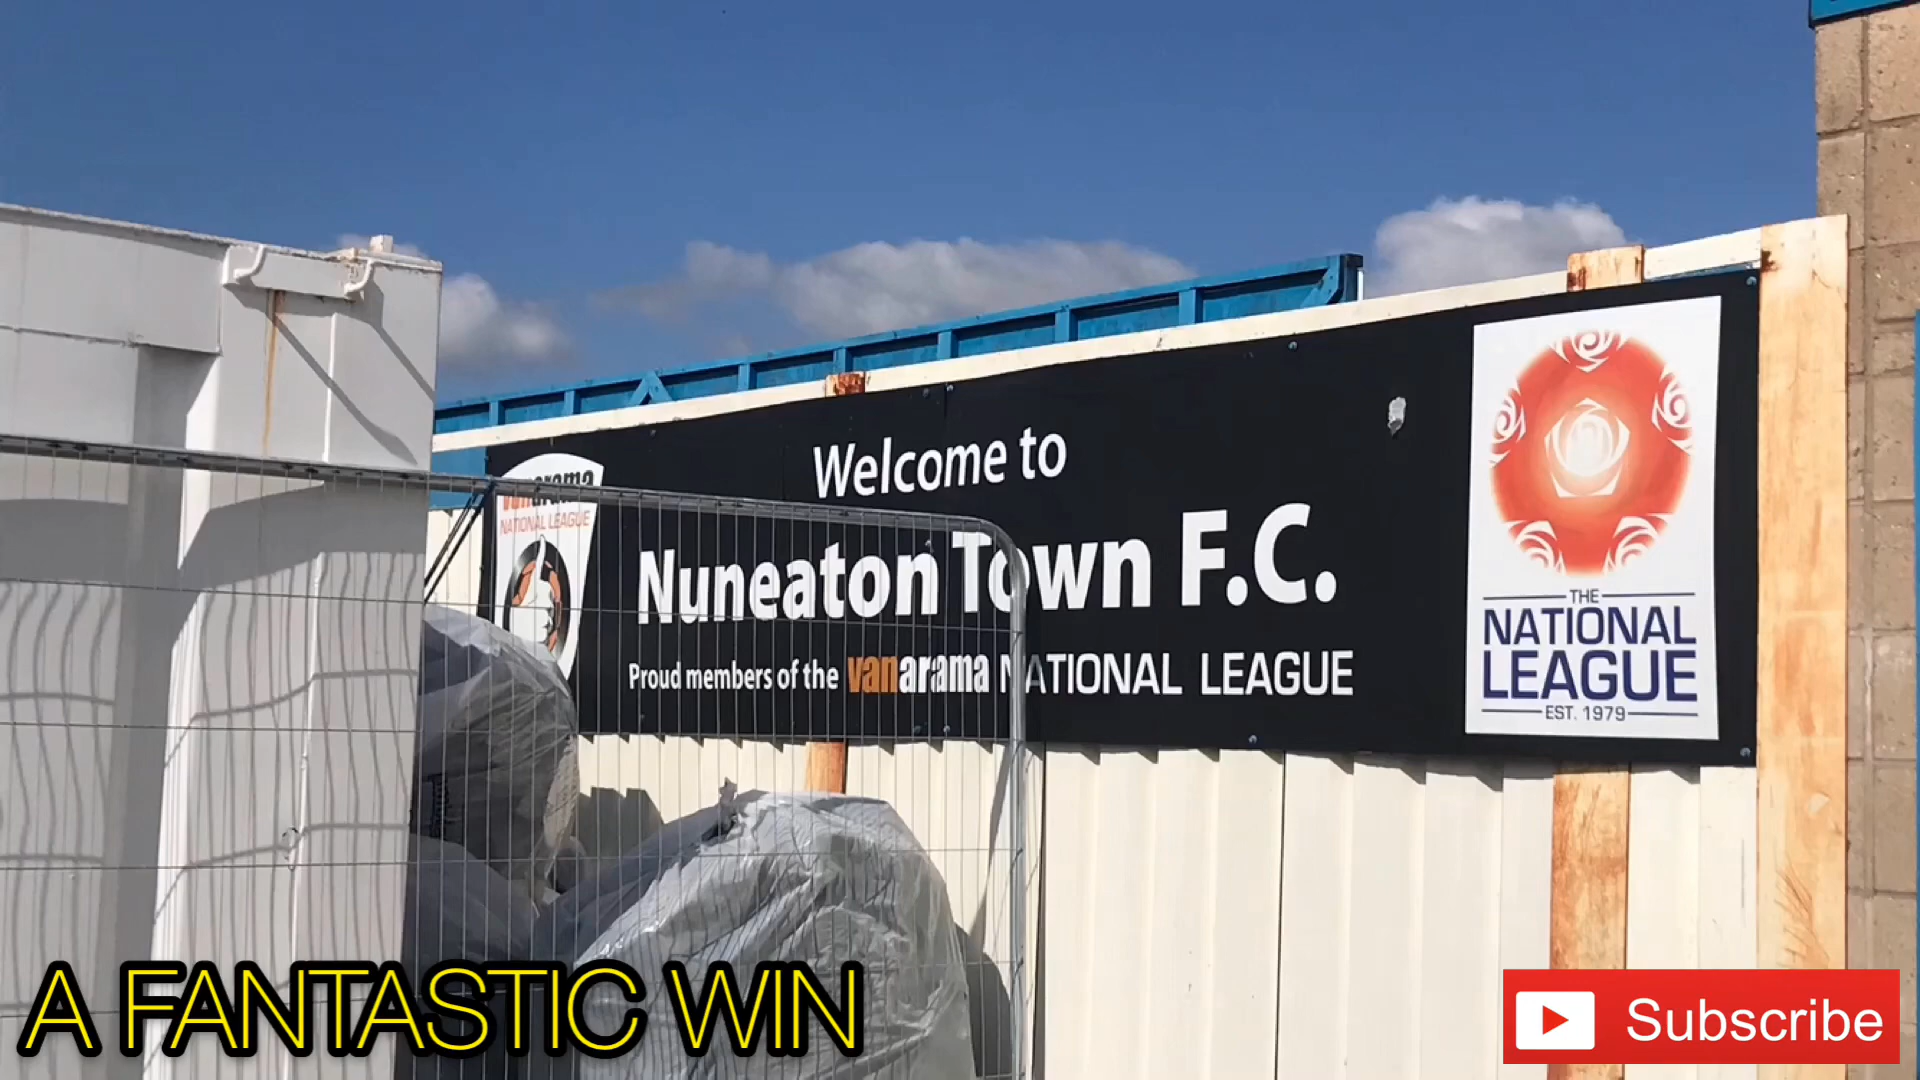 Welcome to
vanarama
NATIONAL LEAGUE
Nuneaton Town F.C.
Proud members of the vanarama NATIONAL LEAGUE
THE
NATIONAL
LEAGUE
EST. 1979
A FANTASTIC WIN
Subscribe